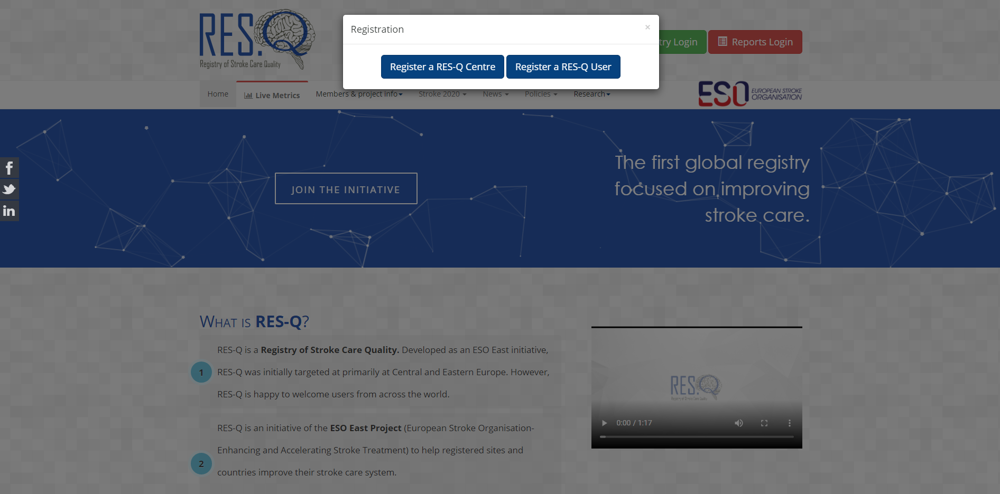 RES.Q
Registry of Stroke Care Quality
Registration
×
Register a RES-Q Centre
Register a RES-Q User
Login
Reports Login
Home
Live Metrics
Members & project info
Stroke 2020
News
Policies
Research
ESO EUROPEAN STROKE
ORGANISATION
JOIN THE INITIATIVE
The first global registry
focused on improving
stroke care.
WHAT IS RES-Q?
1
RES-Q is a Registry of Stroke Care Quality. Developed as an ESO East initiative,
RES-Q was initially targeted at primarily at Central and Eastern Europe. However,
RES-Q is happy to welcome users from across the world.
2
RES-Q is an initiative of the ESO East Project (European Stroke Organisation-
Enhancing and Accelerating Stroke Treatment) to help registered sites and
countries improve their stroke care system.
RES.Q
Registry of Stroke Care Quality
0:00 / 1:17